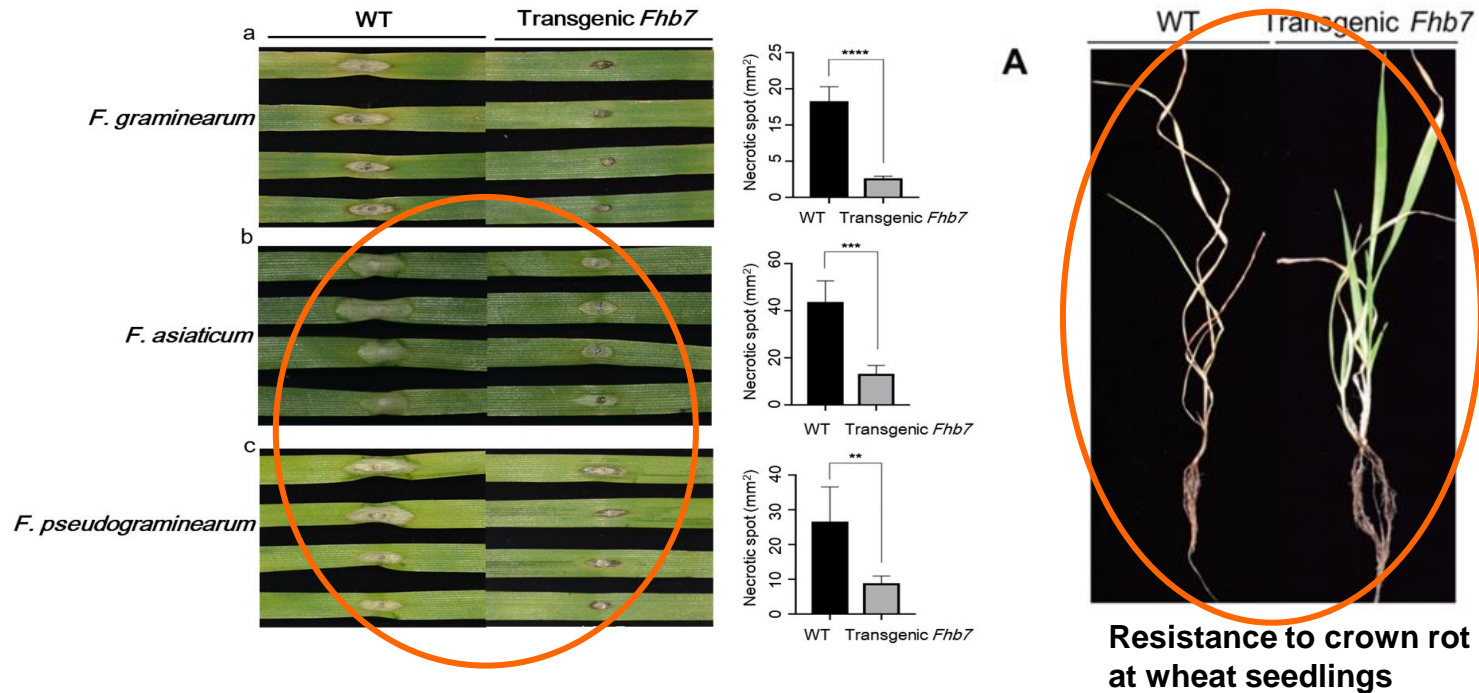 WT Transgenic Fhb7
a
F. graminearum
b
F. asiaticum
c
F. pseudograminearum
Necrotic spot (mm²)
25
20
15
5
0
****
WT Transgenic Fhb7
Necrotic spot (mm²)
60
40
20
0
***
WT Transgenic Fhb7
Necrotic spot (mm²)
40
30
20
10
0
**
WT Transgenic Fhb7
A
WT Transgenic Fhb7
Resistance to crown rot
at wheat seedlings